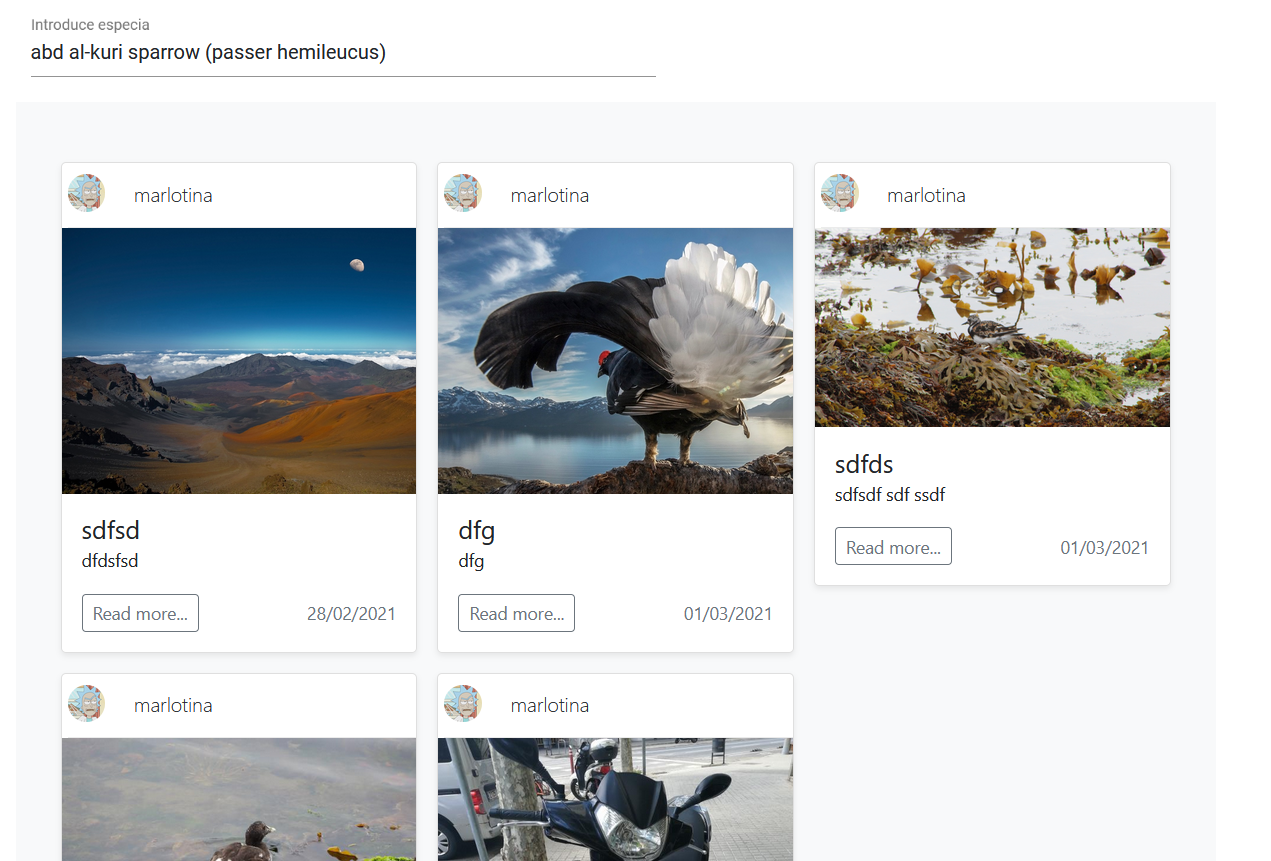 Introduce especia
abd al-kuri sparrow (passer hemileucus)
marlotina
sdfsd
dfdsfsd
Read more...
28/02/2021
marlotina
dfg
dfg
Read more...
01/03/2021
marlotina
sdfds
sdfsdf sdf ssdf
Read more...
01/03/2021
marlotina
marlotina